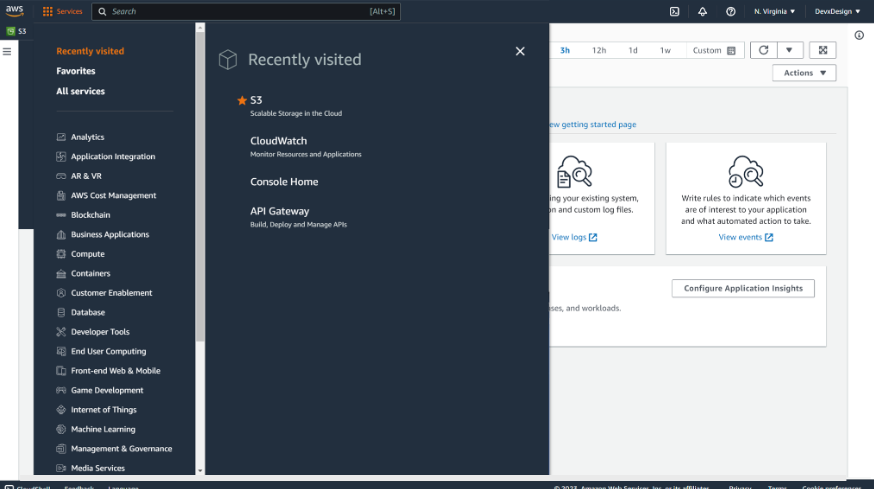 aws
Services
Search
[Alt+S]
N. Virginia
DevxDesign
S3
Recently visited
Favorites
All services
Analytics
Application Integration
AR & VR
AWS Cost Management
Blockchain
Business Applications
Compute
Containers
Customer Enablement
Database
Developer Tools
End User Computing
Front-end Web & Mobile
Game Development
Internet of Things
Machine Learning
Management & Governance
Media Services
Recently visited
S3
Scalable Storage in the Cloud
CloudWatch
Monitor Resources and Applications
Console Home
API Gateway
Build, Deploy and Manage APIs
3h 12h 1d 1w Custom
Actions
getting started page
your existing system,
and custom log files.
View logs
Write rules to indicate which events
are of interest to your application
and what automated action to take.
View events
Configure Application Insights
and workloads.
CloudShell Feedback Language
© 2023, Amazon Web Services, Inc. or its affiliates. Privacy Terms Cookie preferences